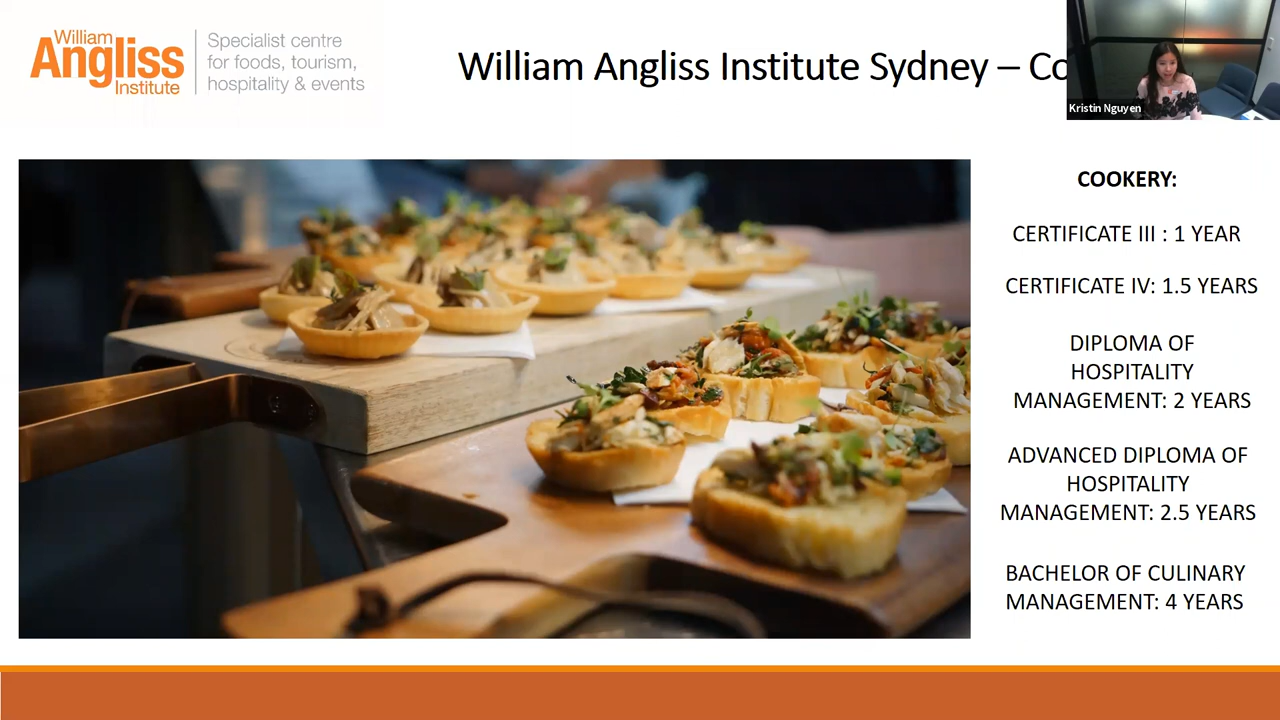 William
Angliss
Institute
Specialist centre
for foods, tourism,
hospitality & events
William Angliss Institute Sydney – Co
Kristin Nguyen
COOKERY:
CERTIFICATE III : 1 YEAR
CERTIFICATE IV: 1.5 YEARS
DIPLOMA OF
HOSPITALITY
MANAGEMENT: 2 YEARS
ADVANCED DIPLOMA OF
HOSPITALITY
MANAGEMENT: 2.5 YEARS
BACHELOR OF CULINARY
MANAGEMENT: 4 YEARS